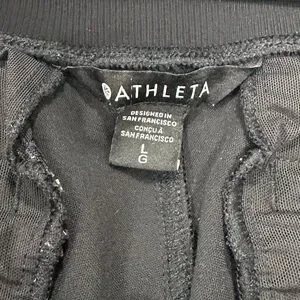 ATHLETA
DESIGNED IN
SAN FRANCISCO
CONÇU À
SAN FRANCISCO
L
G